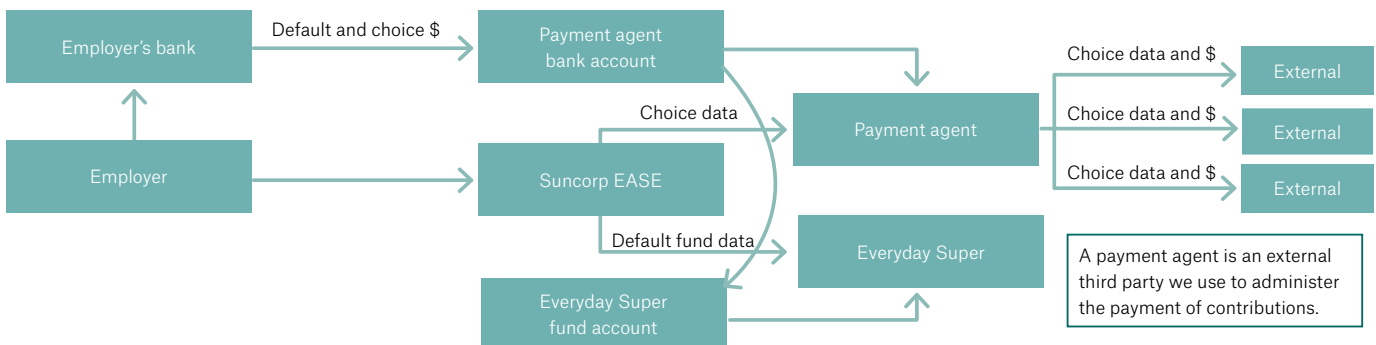 Employer’s bank
Default and choice $
Payment agent
bank account
Choice data and $
External
Choice data
Payment agent
Choice data and $
External
Employer
Suncorp EASE
Choice data and $
External
Default fund data
Everyday Super
A payment agent is an external
third party we use to administer
the payment of contributions.
Everyday Super
fund account